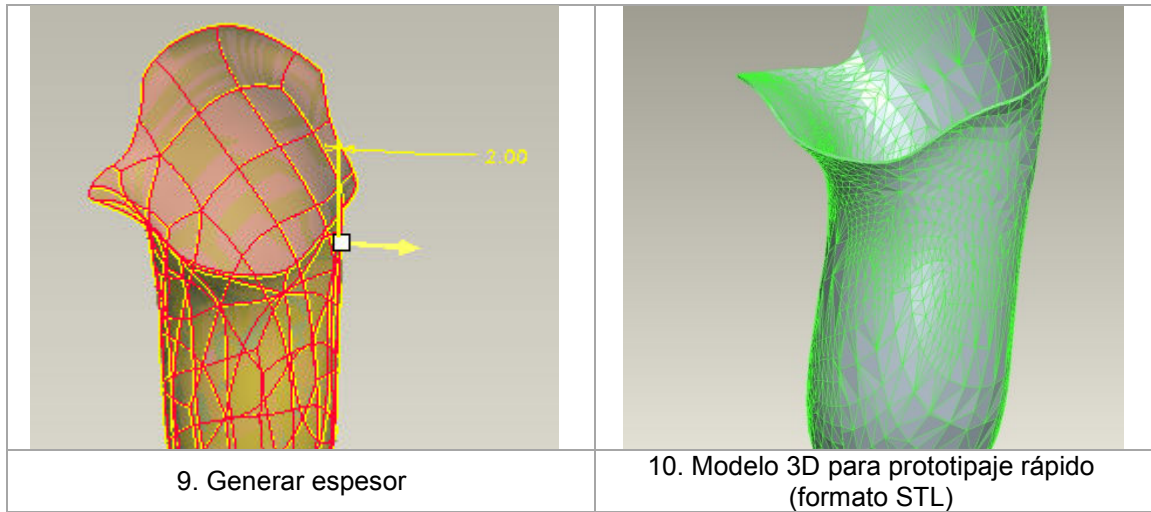 2.00
9. Generar espesor
10. Modelo 3D para prototipaje rápido
(formato STL)